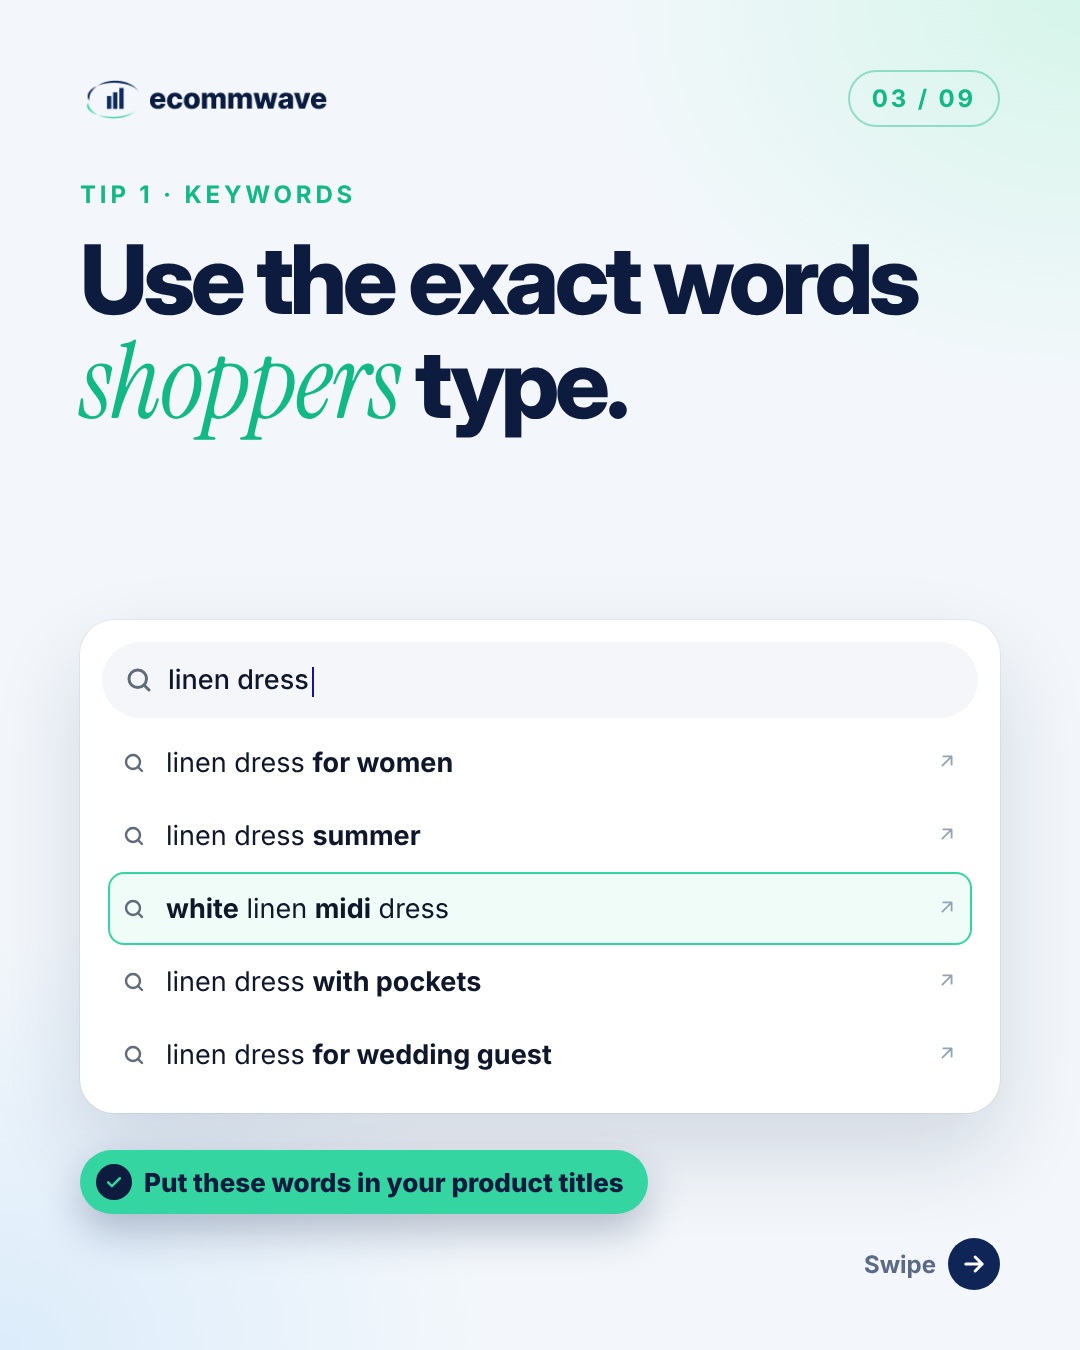 ecommwave
03 / 09
TIP 1 · KEYWORDS
Use the exact words
shoppers type.
linen dress
linen dress for women
linen dress summer
white linen midi dress
linen dress with pockets
linen dress for wedding guest
Put these words in your product titles
Swipe